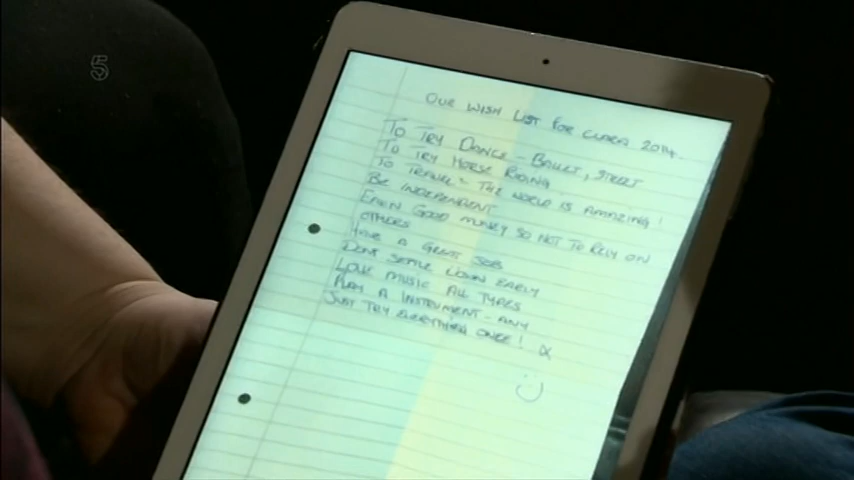 5
OUR WISH LIST FOR CLARA 2014.
TO TRY DANCE - BALLET, STREET
TO TRY HORSE RIDING
TO TRAVEL - THE WORLD IS AMAZING!
BE INDEPENDENT
EARN GOOD MONEY SO NOT TO RELY ON
OTHERS
HAVE A GREAT JOB
DONT SETTLE DOWN EARLY
LOVE MUSIC ALL TYPES
PLAY A INSTRUMENT - ANY
JUST TRY EVERYTHING ONCE! X